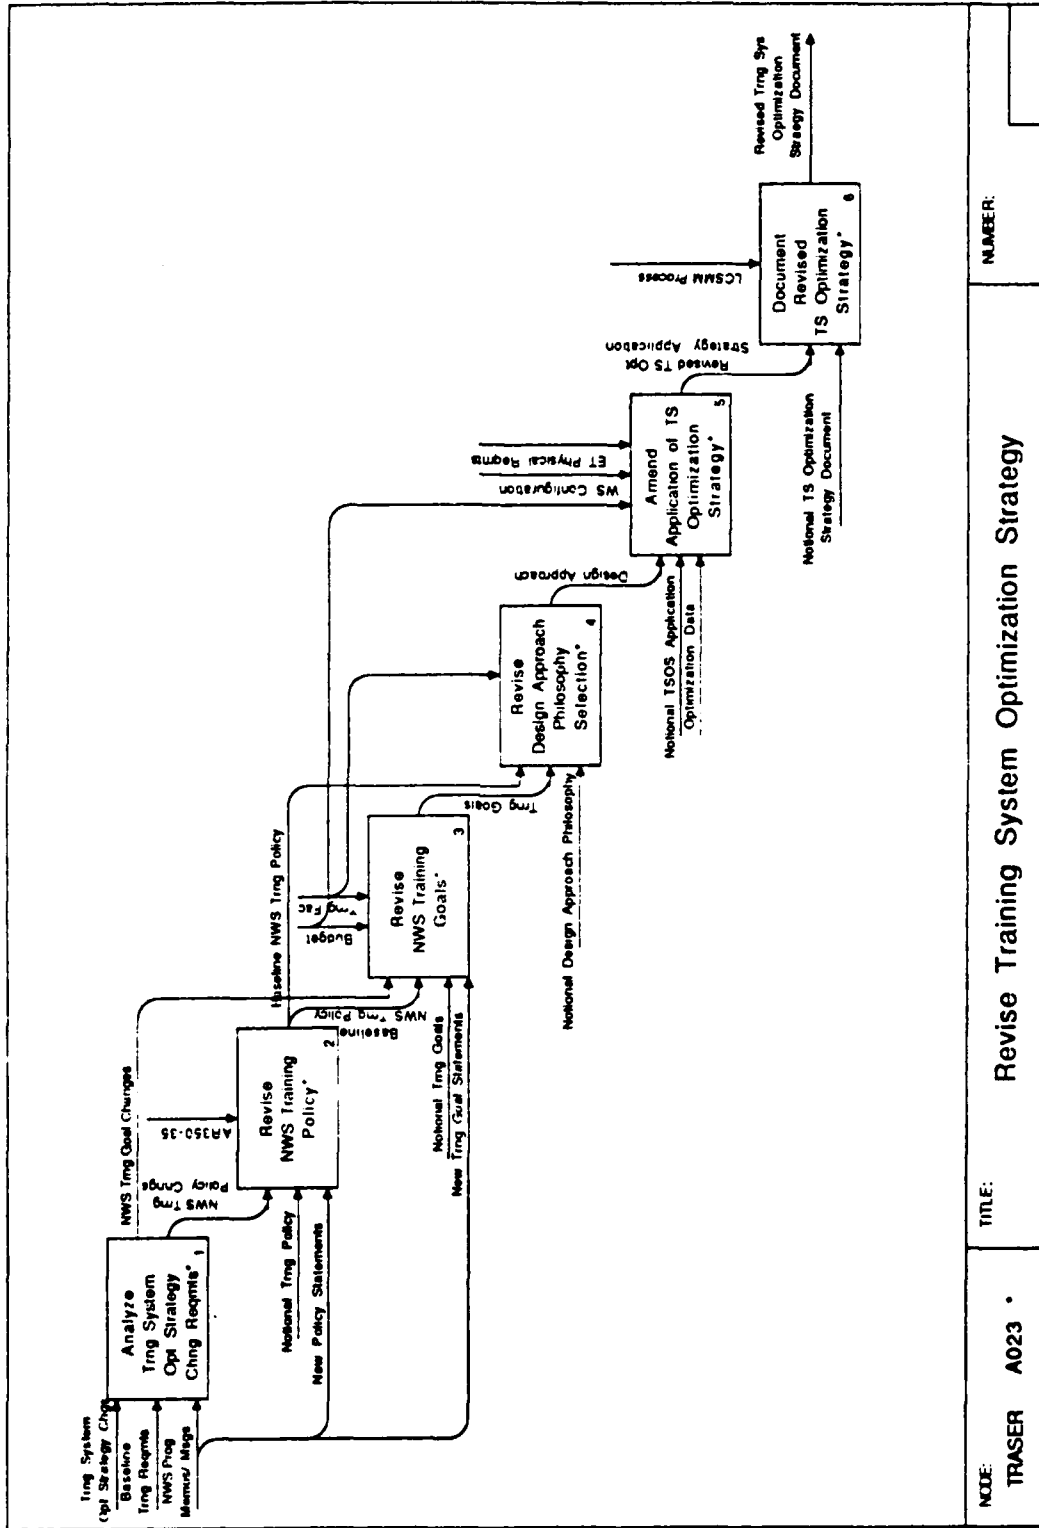 Trng System
Opt Strategy Chgs
Baseline
Trng Reqmts
NWS Prog
Memus/ Msgs
Analyze
Trng System
Opt Strategy
Chng Reqmts*
1
NWS Trng Goal Changes
NWS Trng
Policy Chngs
AR350-35
Notional Trng Policy
New Policy Statements
Revise
NWS Training
Policy*
2
Baseline NWS Trng Policy
Baseline
NWS Trng Policy
Budget
Trng Fac
Notional Trng Goals
New Trng Goal Statements
Revise
NWS Training
Goals*
3
Trng Goals
Notional Design Approach Philosophy
Revise
Design Approach
Philosophy
Selection*
4
Design Approach
WS Configuration
ET Physical Reqmts
Notional TSOS Application
Optimization Data
Amend
Application of TS
Optimization
Strategy*
5
Revised TS Opt
Strategy Application
LCSMM Process
Notional TS Optimization
Strategy Document
Document
Revised
TS Optimization
Strategy*
6
Revised Trng Sys
Optimization
Straegy Document
NODE:
TRASER A023 *
TITLE:
Revise Training System Optimization Strategy
NUMBER: